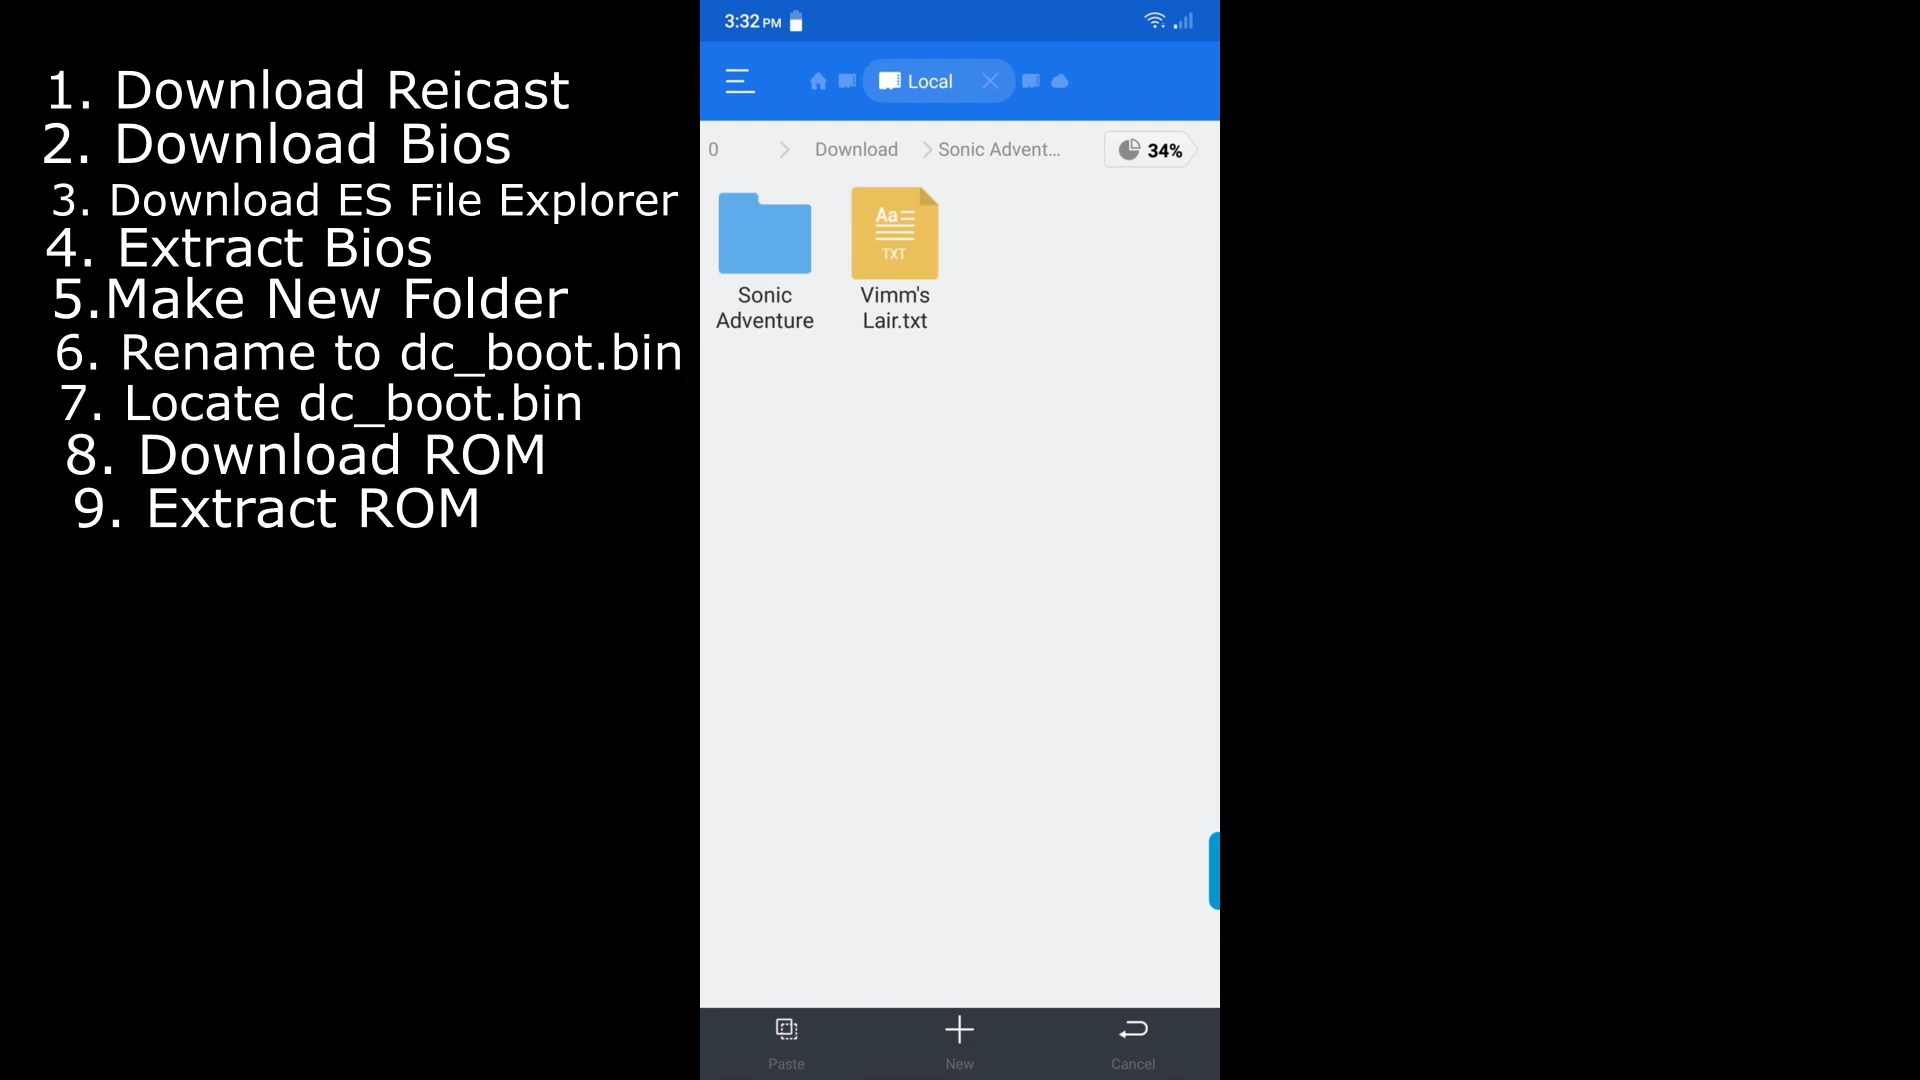 1. Download Reicast
2. Download Bios
3. Download ES File Explorer
4. Extract Bios
5.Make New Folder
6. Rename to dc_boot.bin
7. Locate dc_boot.bin
8. Download ROM
9. Extract ROM
3:32 PM
Local
0 Download Sonic Advent... 34%
Aa
TXT
Sonic
Adventure
Vimm's
Lair.txt
Paste New Cancel